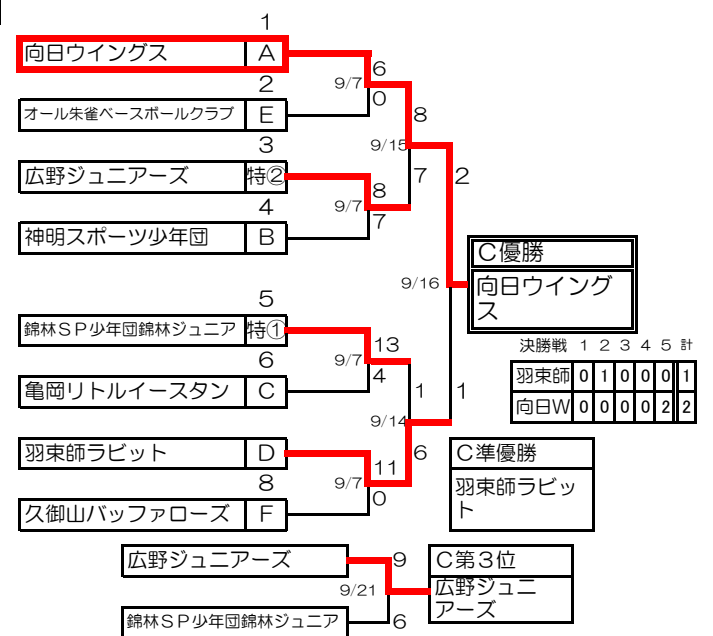 1
向日ウイングス A
6
9/7
2
0
オール朱雀ベースボールクラブ E
8
3
9/15
広野ジュニアーズ 特②
7
2
8
9/7
4
7
神明スポーツ少年団 B
C優勝
9/16
向日ウイング
ス
5
錦林SP少年団錦林ジュニア 特①
13
決勝戦 1 2 3 4 5 計
9/7
6
4
羽束師 0 1 0 0 0 1
亀岡リトルイースタン C
1
1
向日W 0 0 0 0 2 2
9/14
羽束師ラビット D
6
C準優勝
11
9/7
8
0
羽束師ラビッ
ト
久御山バッファローズ F
広野ジュニアーズ
9
C第3位
9/21
広野ジュニ
アーズ
錦林SP少年団錦林ジュニア
6